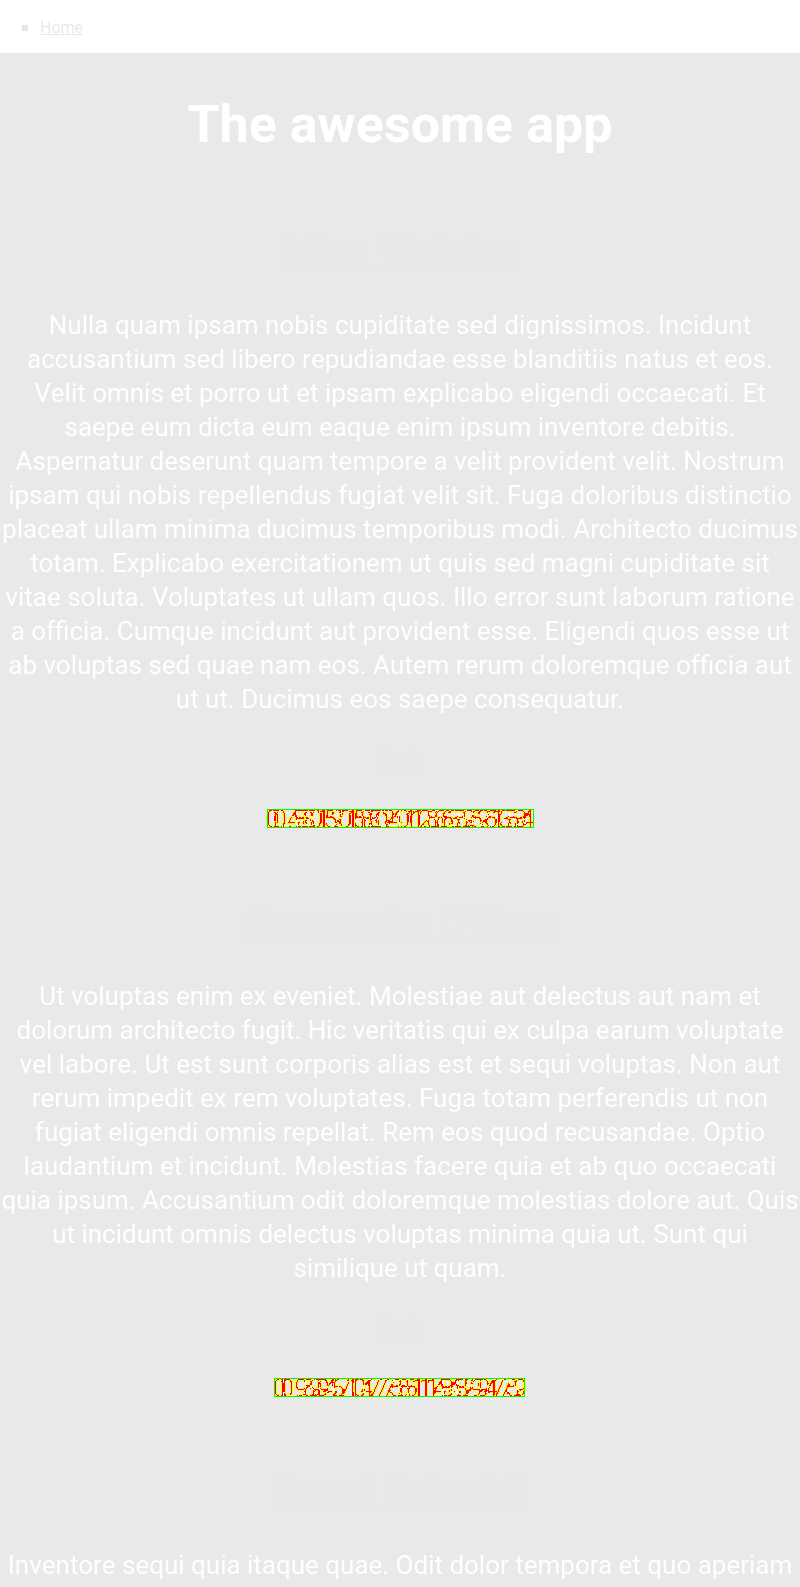 Home
The awesome app
Nulla quam ipsam nobis cupiditate sed dignissimos. Incidunt
accusantium sed libero repudiandae esse blanditiis natus et eos.
Velit omnis et porro ut et ipsam explicabo eligendi occaecati. Et
saepe eum dicta eum eaque enim ipsum inventore debitis.
Aspernatur deserunt quam tempore a velit provident velit. Nostrum
ipsam qui nobis repellendus fugiat velit sit. Fuga doloribus distinctio
placeat ullam minima ducimus temporibus modi. Architecto ducimus
totam. Explicabo exercitationem ut quis sed magni cupiditate sit
vitae soluta. Voluptates ut ullam quos. Illo error sunt laborum ratione
a officia. Cumque incidunt aut provident esse. Eligendi quos esse ut
ab voluptas sed quae nam eos. Autem rerum doloremque officia aut
ut ut. Ducimus eos saepe consequatur.
Ut voluptas enim ex eveniet. Molestiae aut delectus aut nam et
dolorum architecto fugit. Hic veritatis qui ex culpa earum voluptate
vel labore. Ut est sunt corporis alias est et sequi voluptas. Non aut
rerum impedit ex rem voluptates. Fuga totam perferendis ut non
fugiat eligendi omnis repellat. Rem eos quod recusandae. Optio
laudantium et incidunt. Molestias facere quia et ab quo occaecati
quia ipsum. Accusantium odit doloremque molestias dolore aut. Quis
ut incidunt omnis delectus voluptas minima quia ut. Sunt qui
similique ut quam.
Inventore sequi quia itaque quae. Odit dolor tempora et quo aperiam